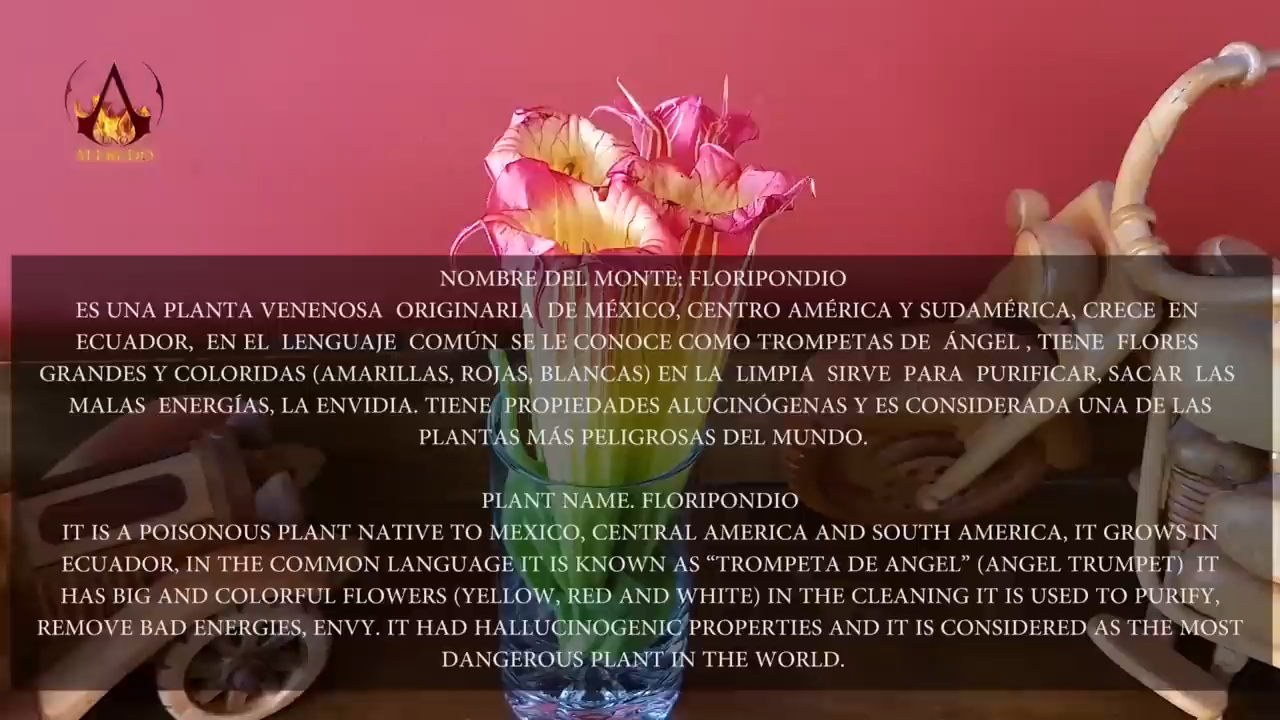 UNO
ALFREDO
NOMBRE DEL MONTE: FLORIPONDIO
ES UNA PLANTA VENENOSA ORIGINARIA DE MÉXICO, CENTRO AMÉRICA Y SUDAMÉRICA, CRECE EN
ECUADOR, EN EL LENGUAJE COMÚN SE LE CONOCE COMO TROMPETAS DE ÁNGEL , TIENE FLORES
GRANDES Y COLORIDAS (AMARILLAS, ROJAS, BLANCAS) EN LA LIMPIA SIRVE PARA PURIFICAR, SACAR LAS
MALAS ENERGÍAS, LA ENVIDIA. TIENE PROPIEDADES ALUCINÓGENAS Y ES CONSIDERADA UNA DE LAS
PLANTAS MÁS PELIGROSAS DEL MUNDO.
PLANT NAME. FLORIPONDIO
IT IS A POISONOUS PLANT NATIVE TO MEXICO, CENTRAL AMERICA AND SOUTH AMERICA, IT GROWS IN
ECUADOR, IN THE COMMON LANGUAGE IT IS KNOWN AS “TROMPETA DE ANGEL” (ANGEL TRUMPET) IT
HAS BIG AND COLORFUL FLOWERS (YELLOW, RED AND WHITE) IN THE CLEANING IT IS USED TO PURIFY,
REMOVE BAD ENERGIES, ENVY. IT HAD HALLUCINOGENIC PROPERTIES AND IT IS CONSIDERED AS THE MOST
DANGEROUS PLANT IN THE WORLD.